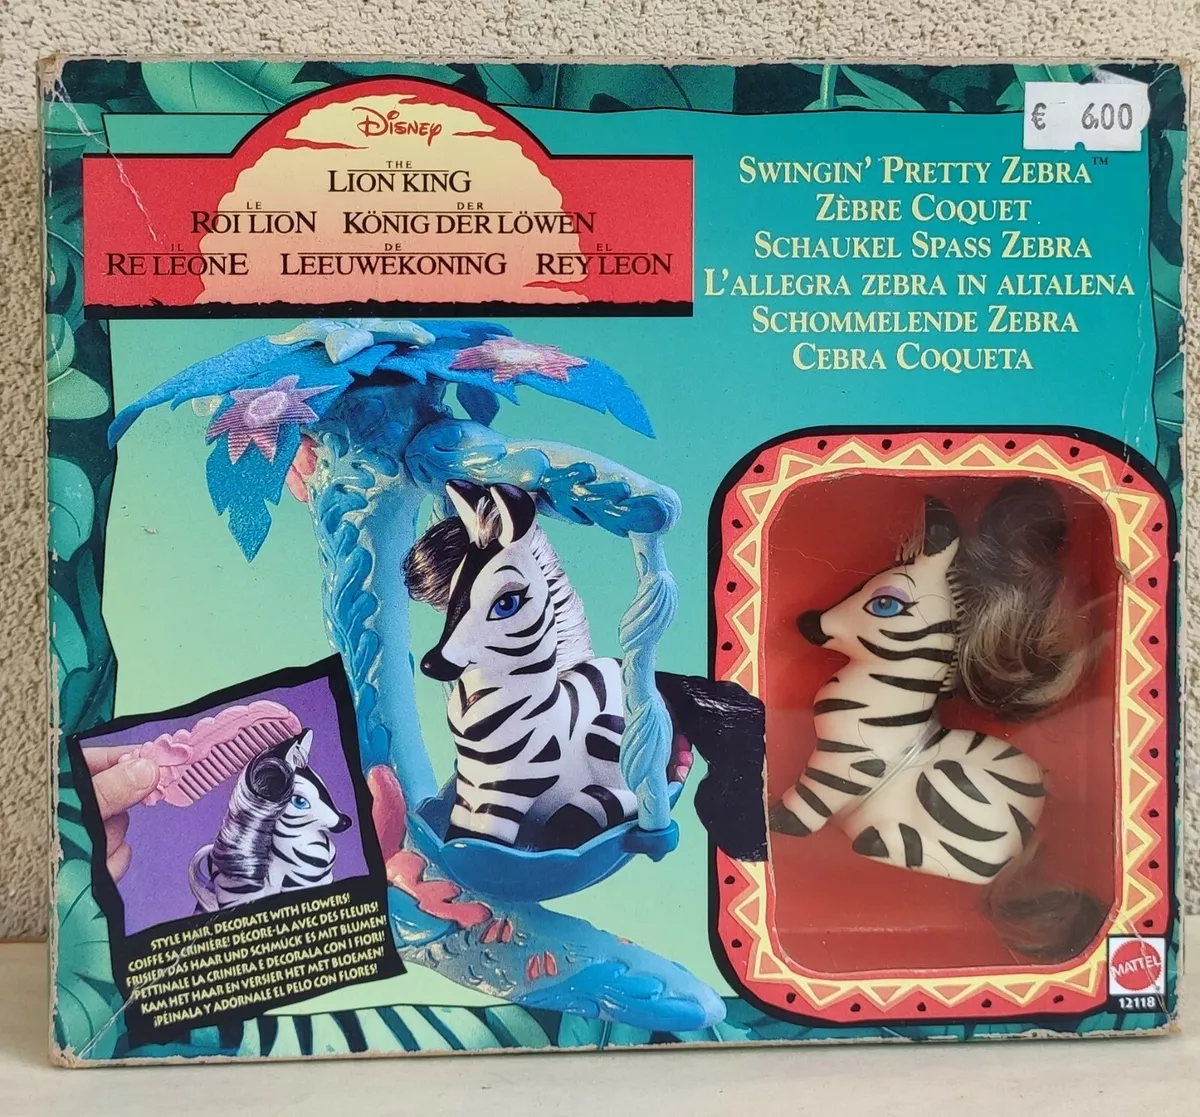 Disney
THE
LION KING
LE DER
ROI LION KÖNIG DER LÖWEN
IL DE EL
RE LEONE LEEUWEKONING REY LEON
€ 6,00
SWINGIN' PRETTY ZEBRA™
ZÈBRE COQUET
SCHAUKEL SPASS ZEBRA
L'ALLEGRA ZEBRA IN ALTALENA
SCHOMMELENDE ZEBRA
CEBRA COQUETA
STYLE HAIR, DECORATE WITH FLOWERS!
COIFFE SA CRINIÈRE! DÉCORE-LA AVEC DES FLEURS!
FRISIER DAS HAAR UND SCHMÜCK ES MIT BLUMEN!
PETTINALE LA CRINIERA E DECORALA CON I FIORI!
KAM HET HAAR EN VERSIER HET MET BLOEMEN!
¡PÉINALA Y ADÓRNALE EL PELO CON FLORES!
MATTEL
12118